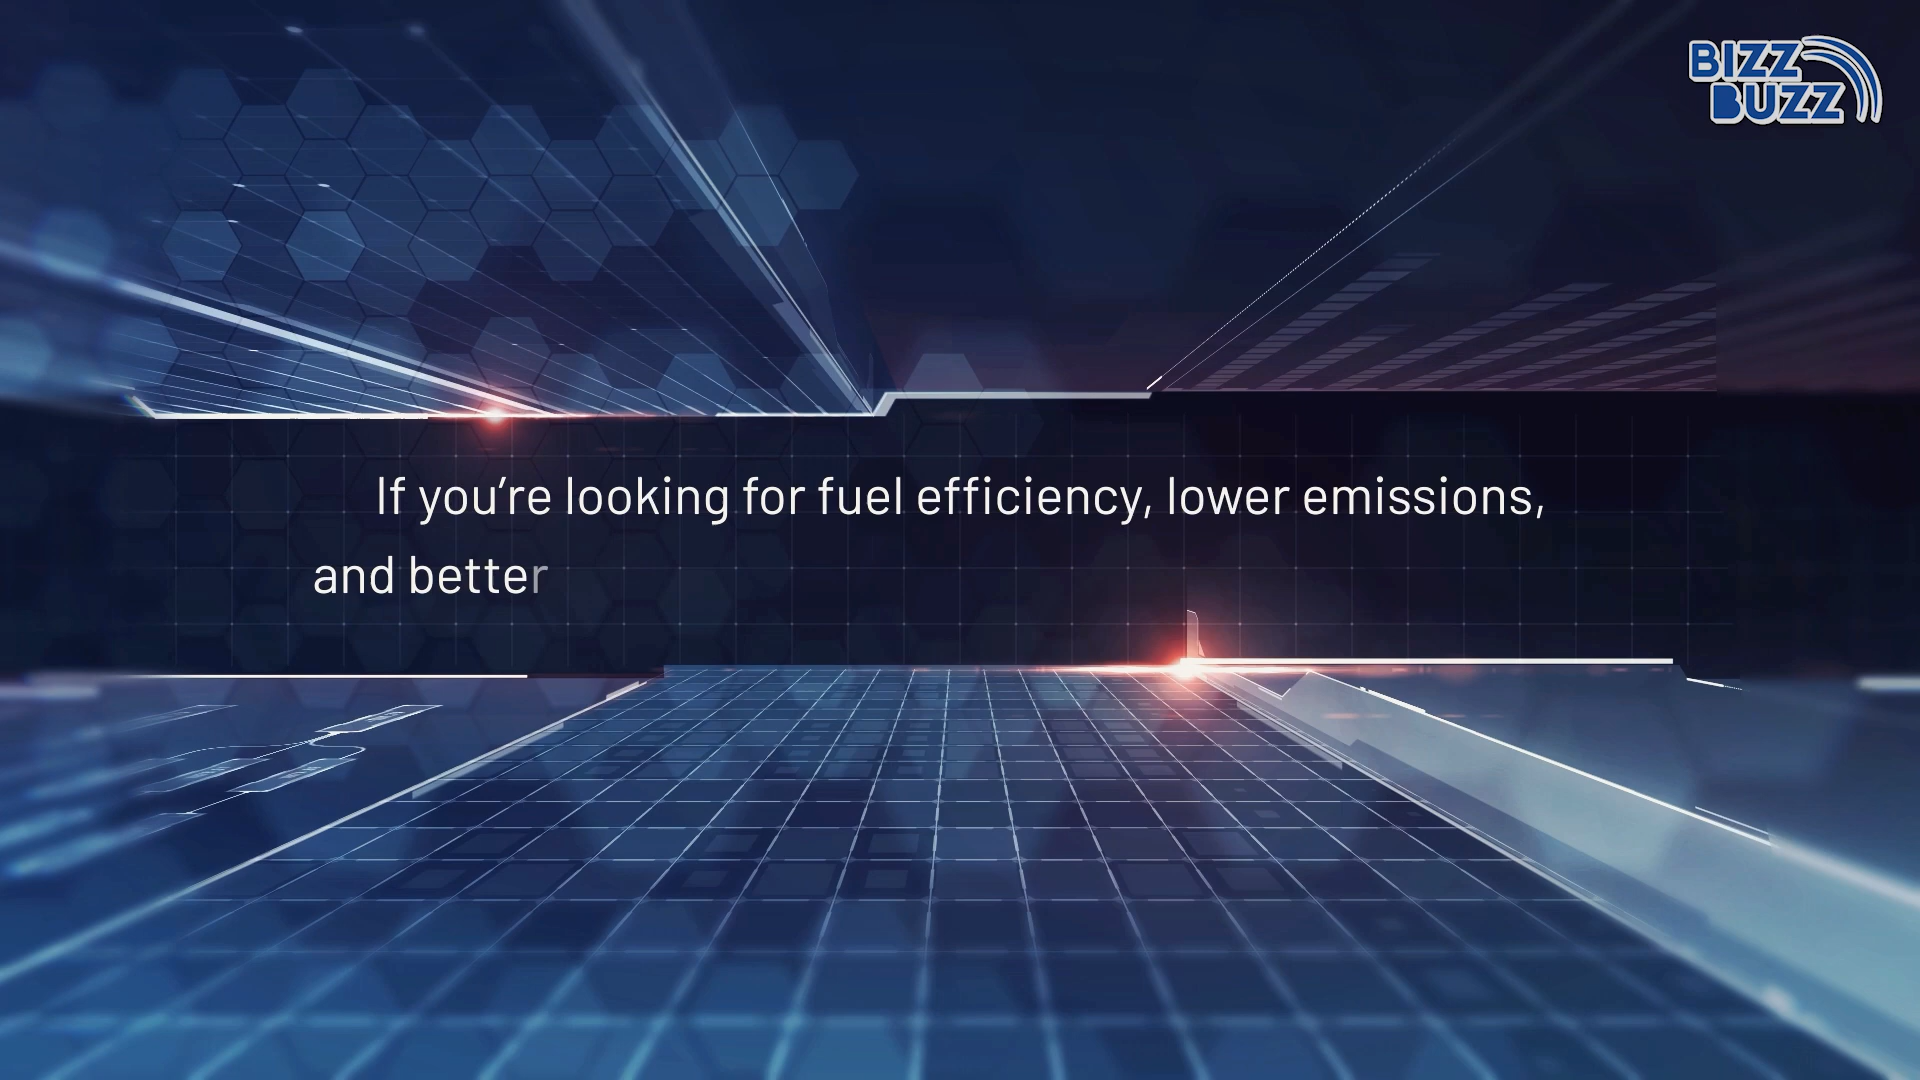 BIZZ
BUZZ
If you’re looking for fuel efficiency, lower emissions,
and better